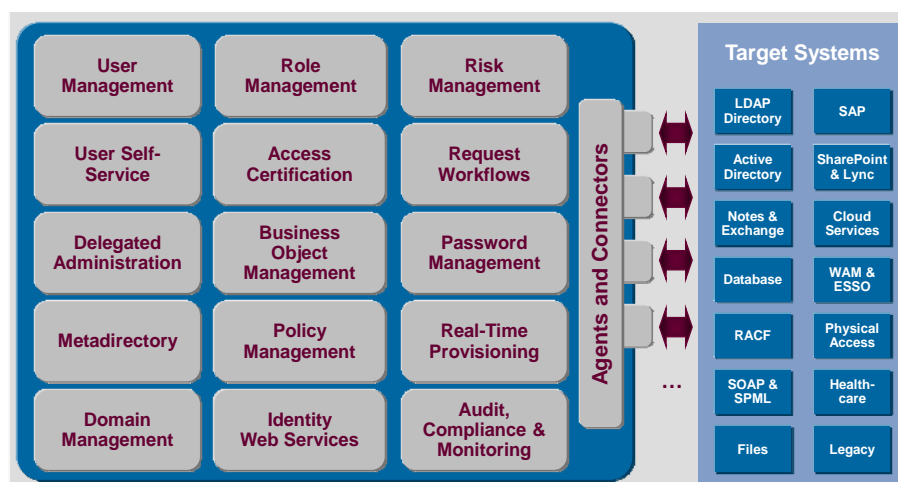 User
Management
Role
Management
Risk
Management
User Self-
Service
Access
Certification
Request
Workflows
Delegated
Administration
Business
Object
Management
Password
Management
Metadirectory
Policy
Management
Real-Time
Provisioning
Domain
Management
Identity
Web Services
Audit,
Compliance &
Monitoring
Agents and Connectors
...
Target Systems
LDAP
Directory
SAP
Active
Directory
SharePoint
& Lync
Notes &
Exchange
Cloud
Services
Database
WAM &
ESSO
RACF
Physical
Access
SOAP &
SPML
Health-
care
Files
Legacy